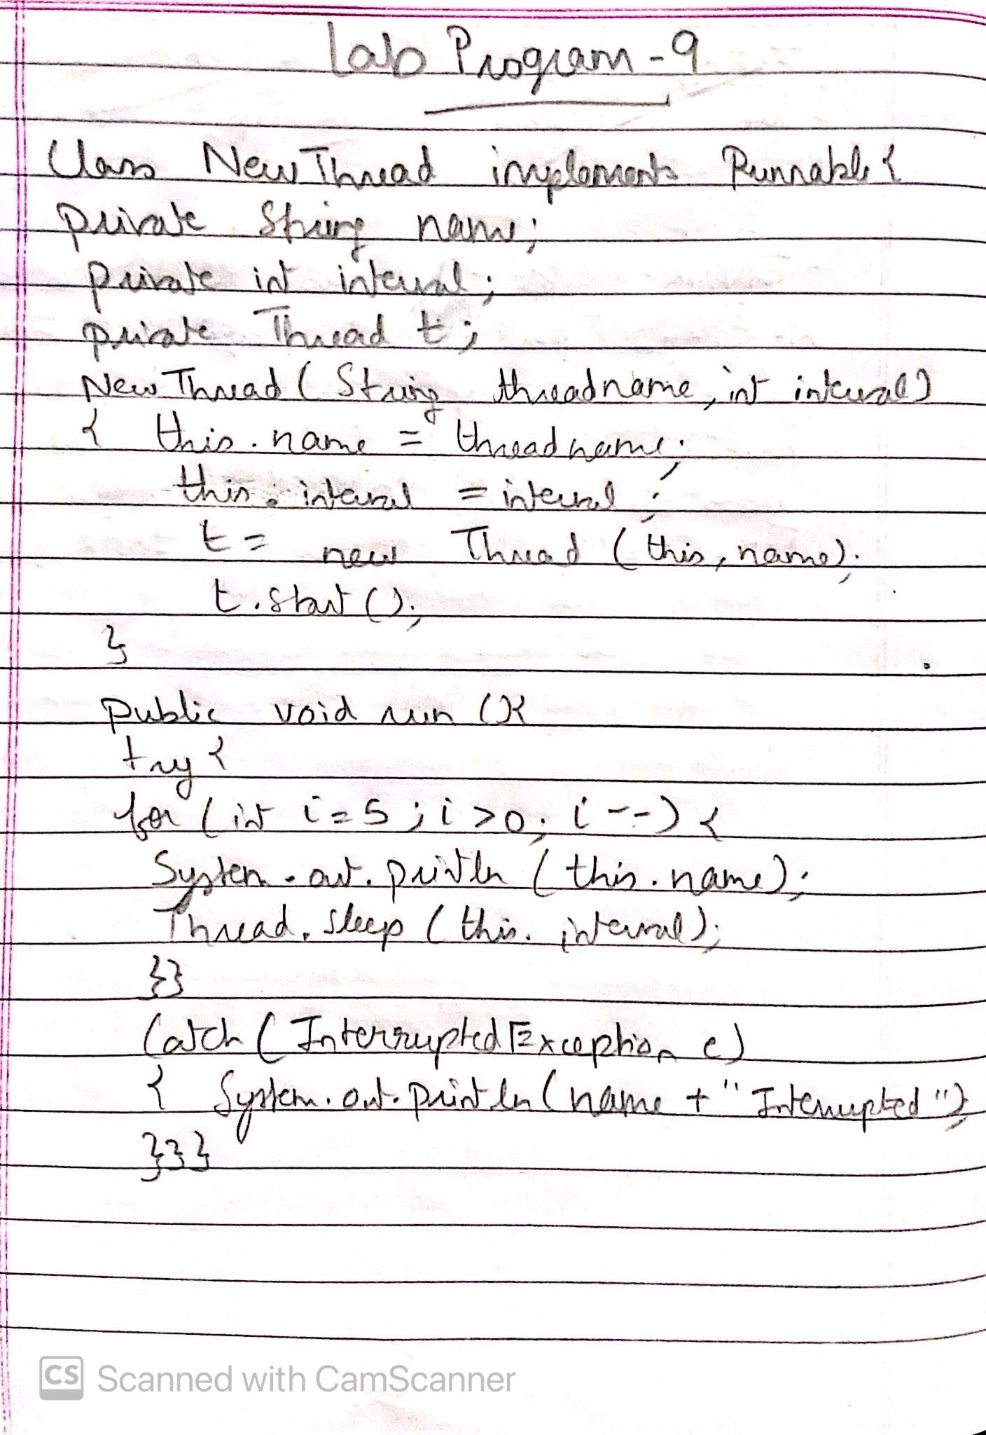 Lab Program - 9
Class NewThread implements Runnable {
private String name;
private int interval;
private Thread t;
NewThread ( String threadname, int interval)
{ this.name = threadname;
this.interval = interval;
t = new Thread ( this, name);
t.start ();
}
public void run (){
try {
for ( int i=5 ; i >0; i --) {
System.out.println ( this.name);
Thread.sleep ( this.interval);
}}
Catch ( InterruptedException e)
{ System.out.println ( name + " Interrupted ");
}}}
CS Scanned with CamScanner